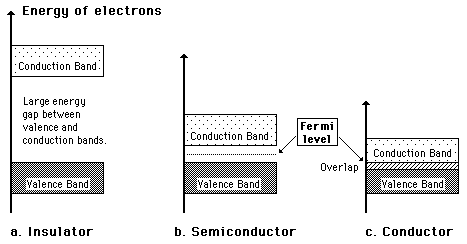 Energy of electrons
Conduction Band
Large energy
gap between
valence and
conduction bands.
Valence Band
a. Insulator
Conduction Band
Valence Band
b. Semiconductor
Fermi
level
Overlap
Conduction Band
Valence Band
c. Conductor